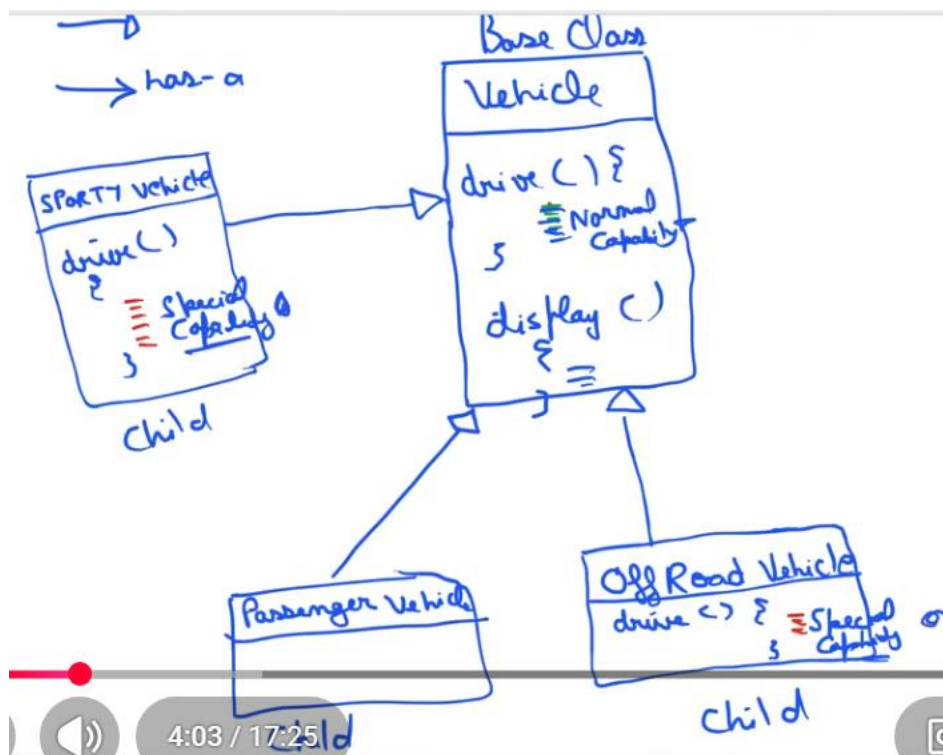 Base Class
has-a
Vehicle
drive () {
Normal
Capability
}
display ()
{
}
SPORTY Vehicle
drive ()
{
Special
Capability
}
Child
Passenger Vehicle
Child
Off Road Vehicle
drive () { Special
} Capability
Child
4:03 / 17:25